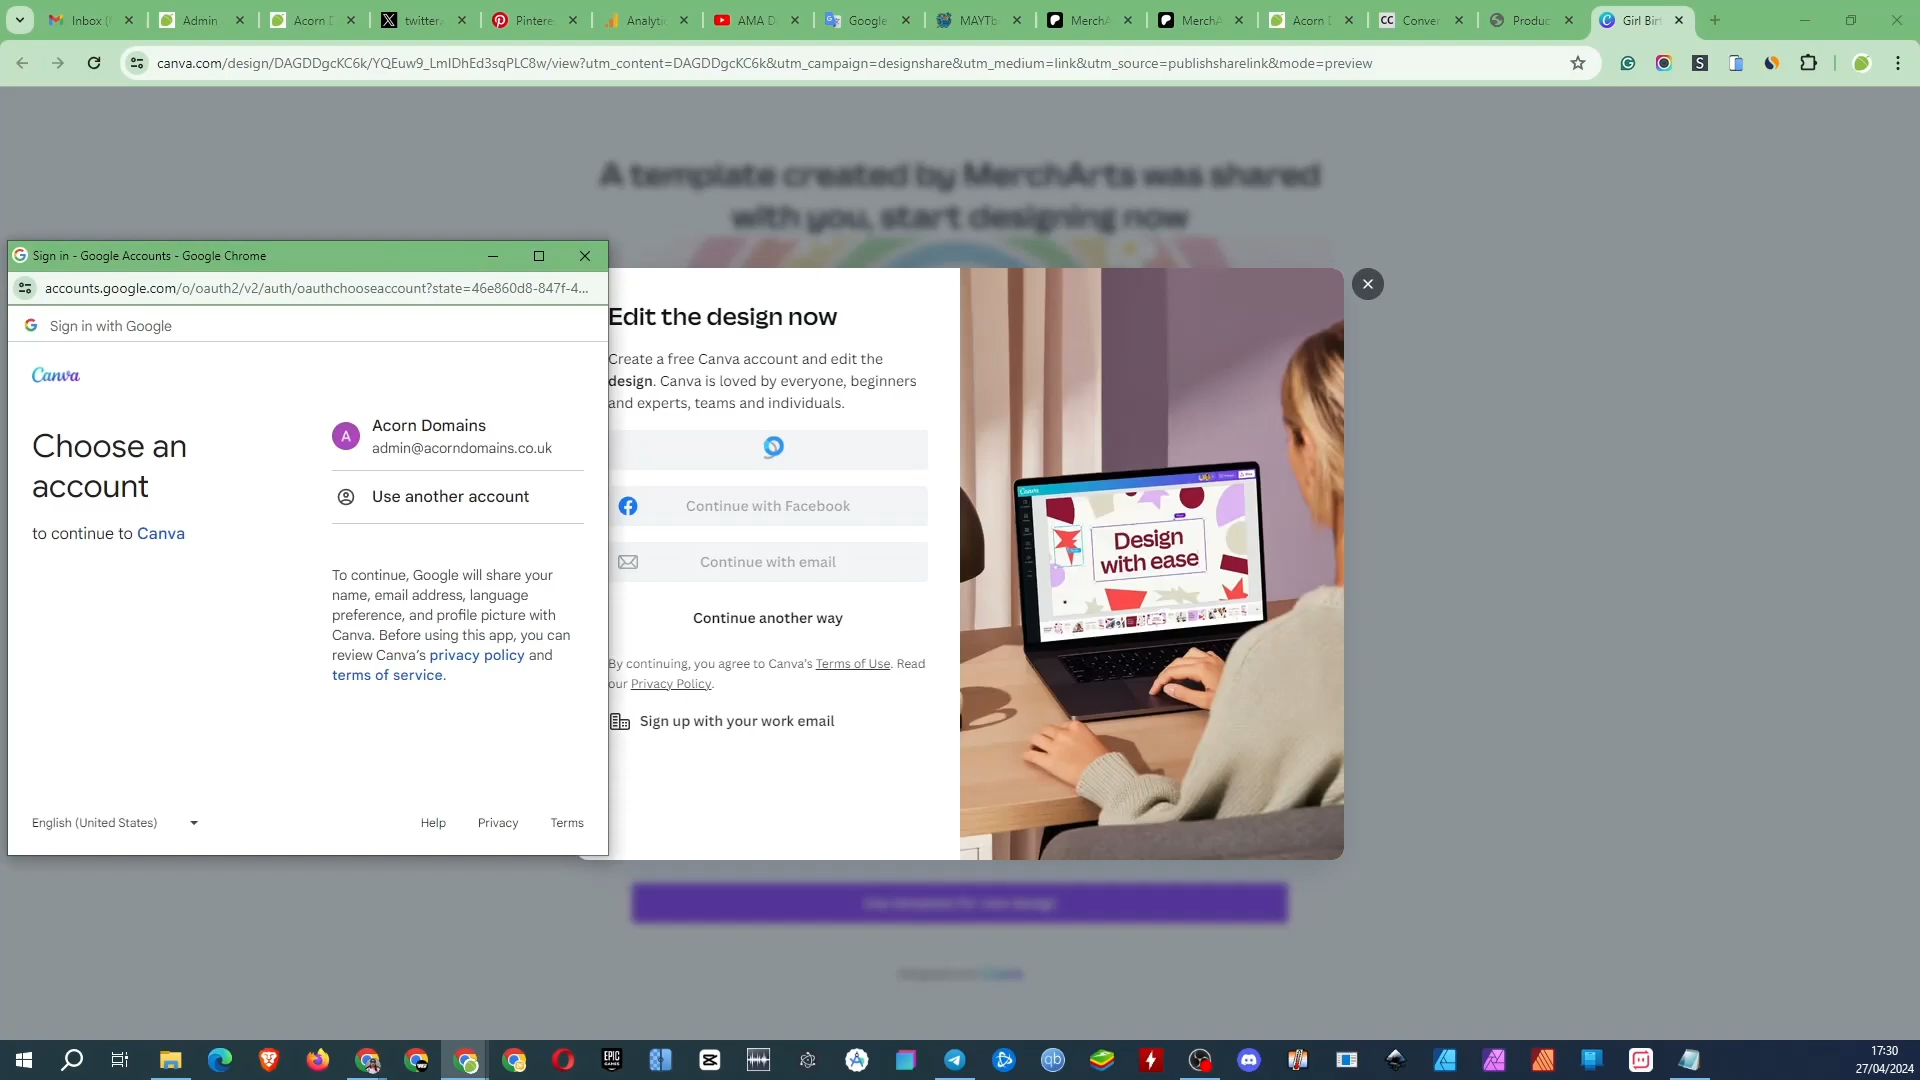 Inbox (
Admin
Acorn D
twitter
Pintere
Analytic
AMA D
Google
MAYTb
MerchA
MerchA
Acorn D
Conver
Produc
Girl Birt
canva.com/design/DAGDDgcKC6k/YQEuw9_LmIDhEd3sqPLC8w/view?utm_content=DAGDDgcKC6k&utm_campaign=designshare&utm_medium=link&utm_source=publishsharelink&mode=preview
A template created by MerchArts was shared
with you, start designing now
Sign in - Google Accounts - Google Chrome
accounts.google.com/o/oauth2/v2/auth/oauthchooseaccount?state=46e860d8-847f-4...
Sign in with Google
Canva
Choose an
account
to continue to Canva
A
Acorn Domains
admin@acorndomains.co.uk
Use another account
To continue, Google will share your
name, email address, language
preference, and profile picture with
Canva. Before using this app, you can
review Canva's privacy policy and
terms of service.
English (United States)
Help
Privacy
Terms
Edit the design now
Create a free Canva account and edit the
design. Canva is loved by everyone, beginners
and experts, teams and individuals.
Continue with Facebook
Continue with email
Continue another way
By continuing, you agree to Canva's Terms of Use. Read
our Privacy Policy.
Sign up with your work email
Canva
Design
with ease
Use template for new design
17:30
27/04/2024